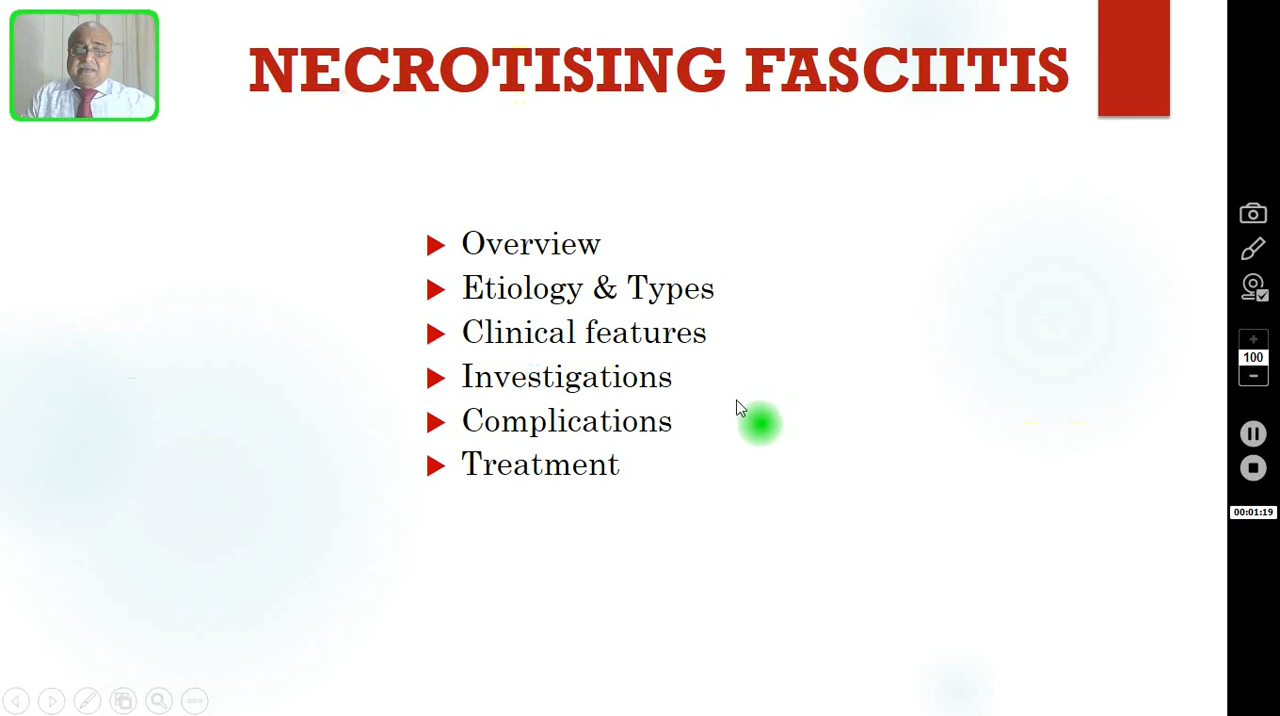 NECROTISING FASCIITIS
Overview
Etiology & Types
Clinical features
Investigations
Complications
Treatment
100
00:01:19